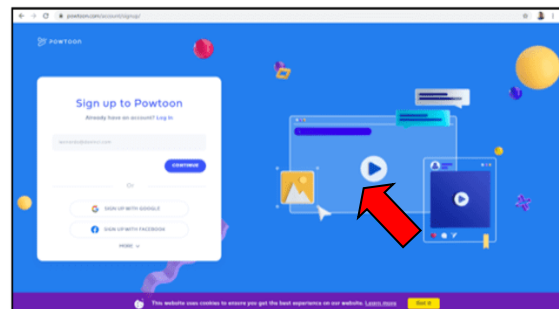 powtoon.com/account/signup/
POWTOON
Sign up to Powtoon
Already have an account? Log In
CONTINUE
Or
SIGN UP WITH GOOGLE
SIGN UP WITH FACEBOOK
MORE
This website uses cookies to ensure you get the best experience on our website. Learn more Got it